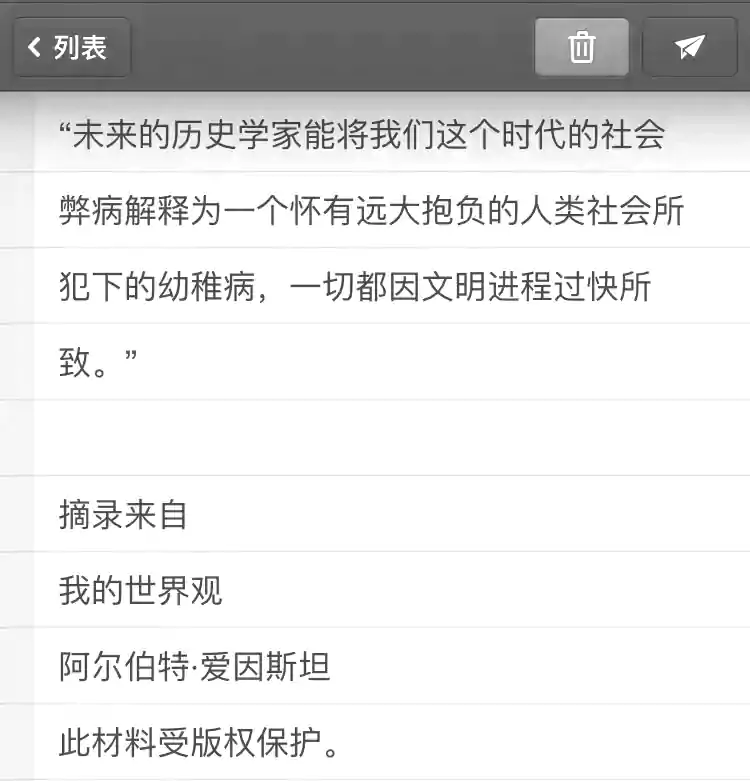 列表
“未来的历史学家能将我们这个时代的社会
弊病解释为一个怀有远大抱负的人类社会所
犯下的幼稚病，一切都因文明进程过快所
致。”
摘录来自
我的世界观
阿尔伯特·爱因斯坦
此材料受版权保护。